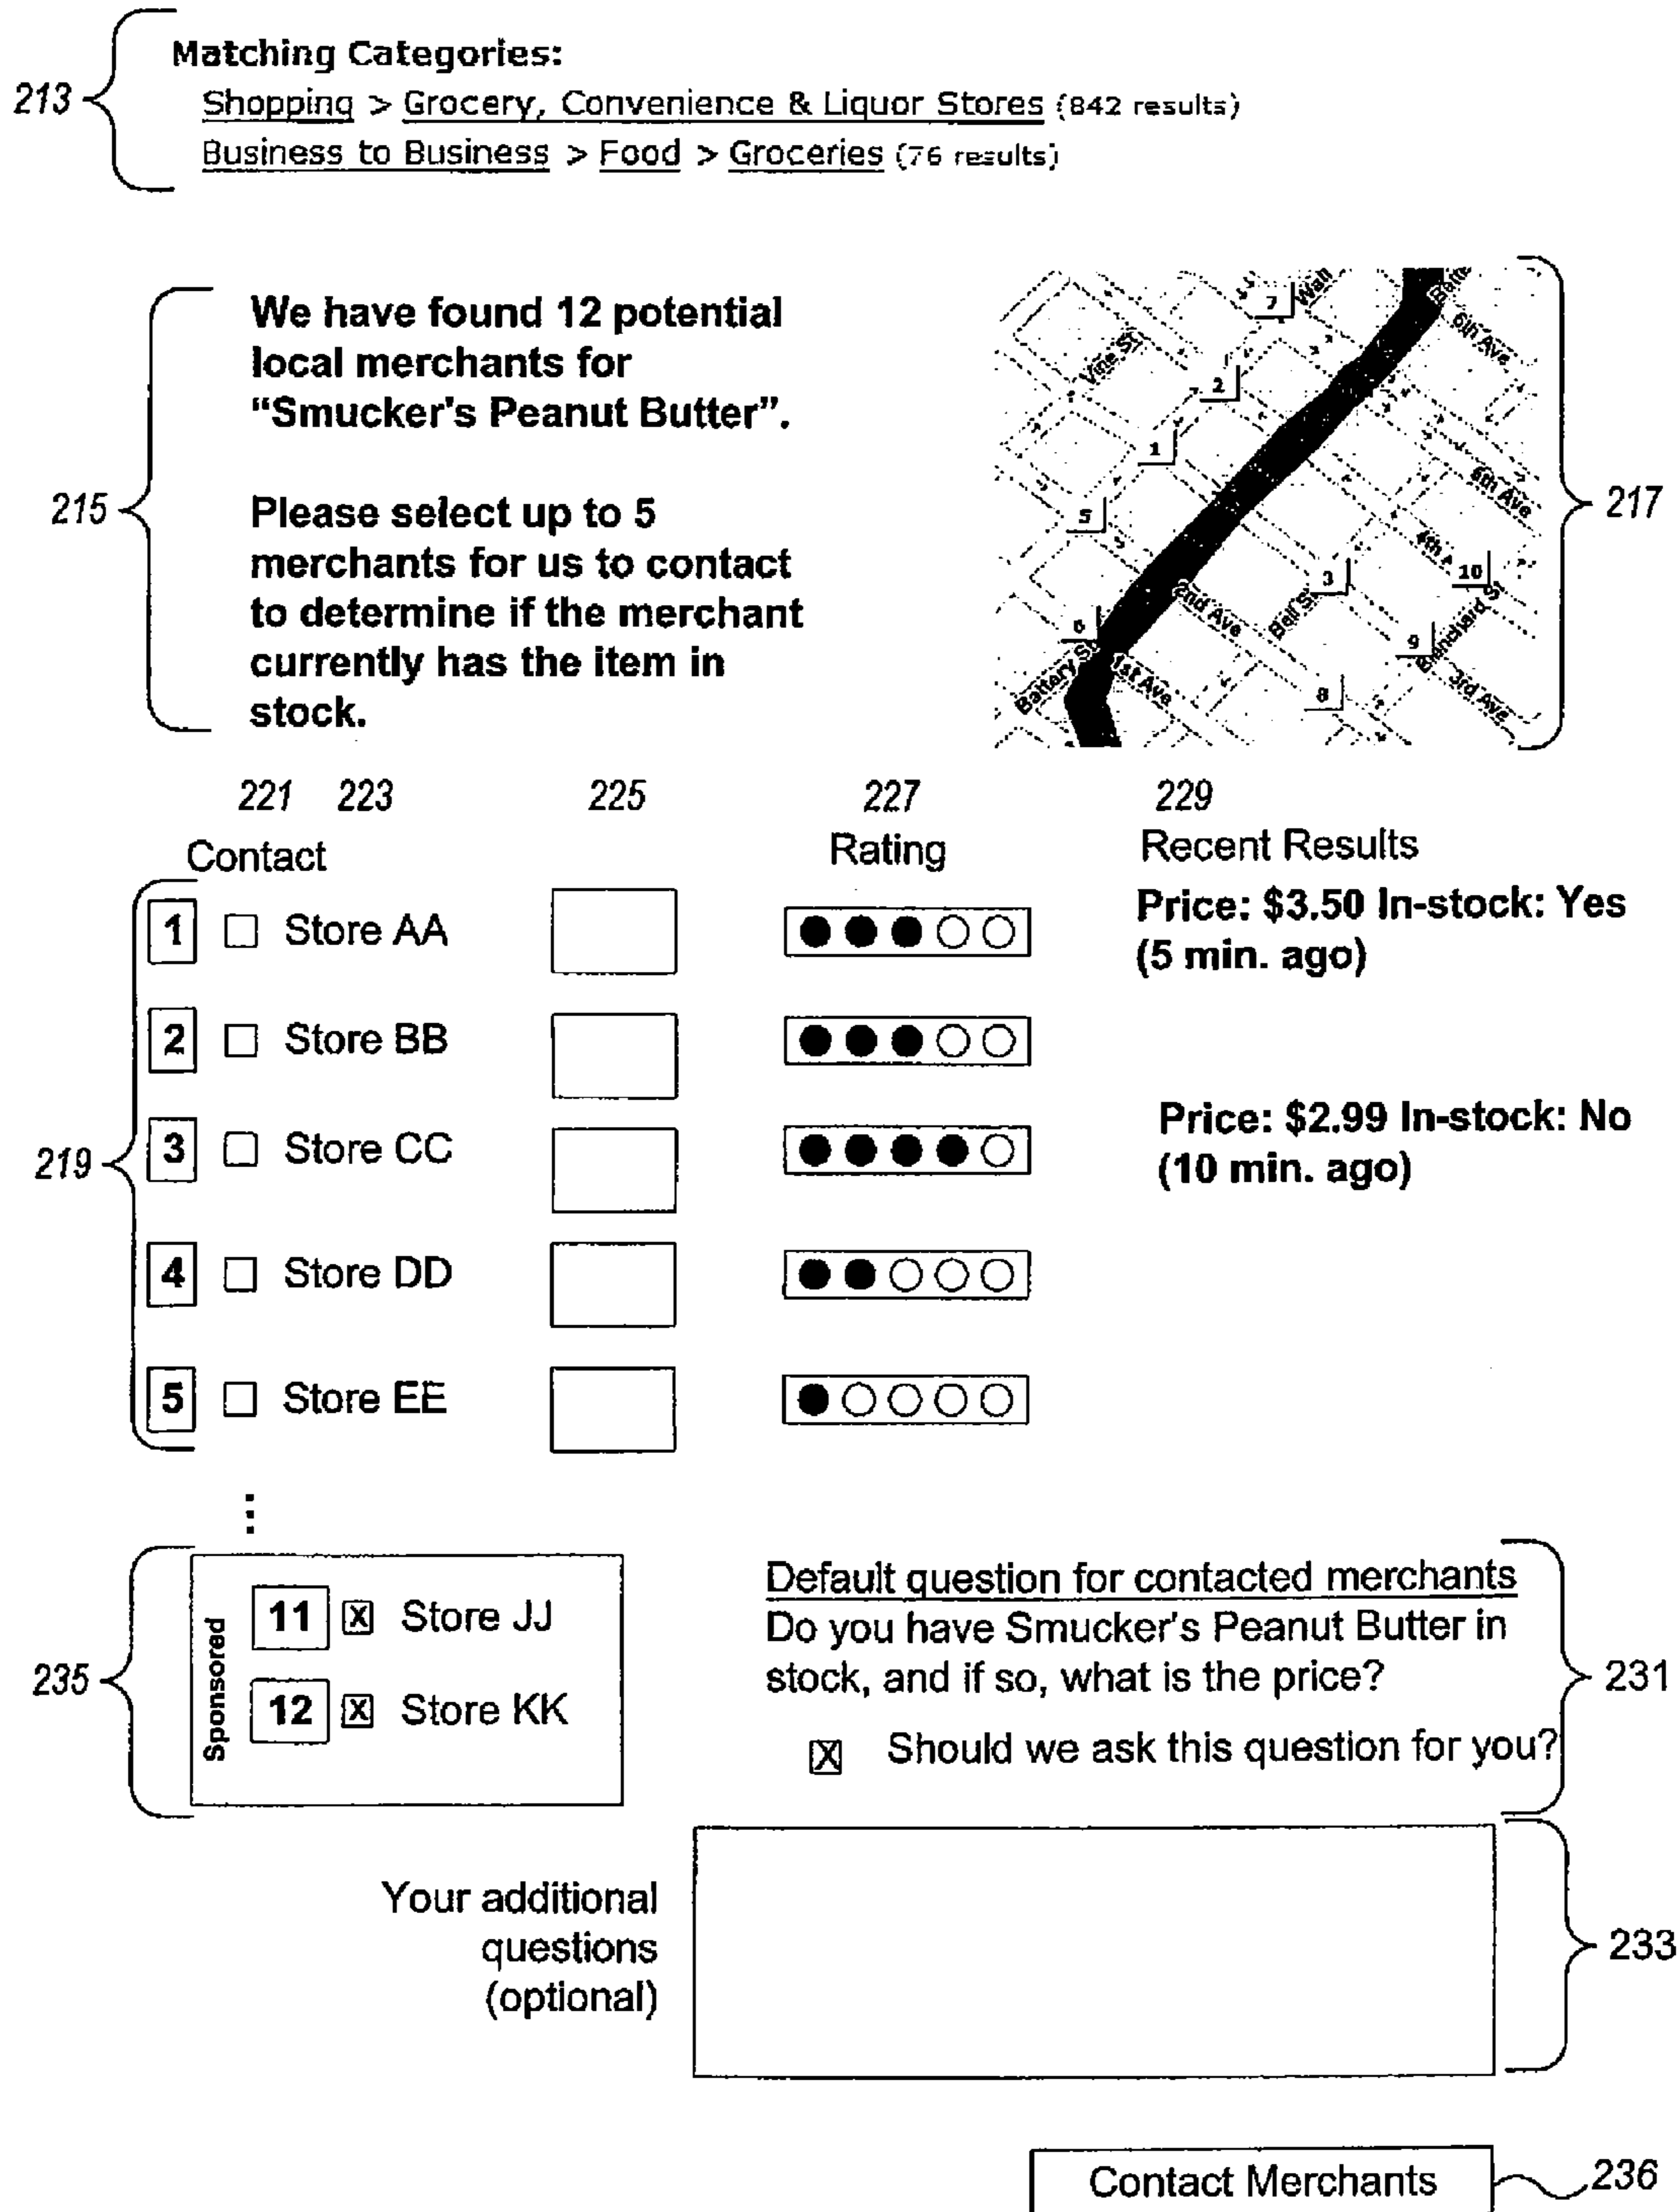 Matching Categories:
213
Shopping > Grocery, Convenience & Liquor Stores (842 results)
Business to Business > Food > Groceries (76 results)
We have found 12 potential
local merchants for
“Smucker's Peanut Butter”.
215
Please select up to 5
merchants for us to contact
to determine if the merchant
currently has the item in
stock.
7
Wall
6th Ave
Vine St
2
1
5th Ave
5
217
4th A
10
3
2nd Ave
Bell S
Blanchard S
6
9
Battery S
1st Ave
3rd Ave
8
221 223 225 227 229
Contact Rating Recent Results
1 Store AA Price: $3.50 In-stock: Yes
(5 min. ago)
2 Store BB
219
3 Store CC Price: $2.99 In-stock: No
(10 min. ago)
4 Store DD
5 Store EE
⋮
235
Sponsored
11 X Store JJ
12 X Store KK
Default question for contacted merchants
Do you have Smucker's Peanut Butter in
stock, and if so, what is the price?
231
X Should we ask this question for you?
Your additional
questions
(optional)
233
Contact Merchants 236